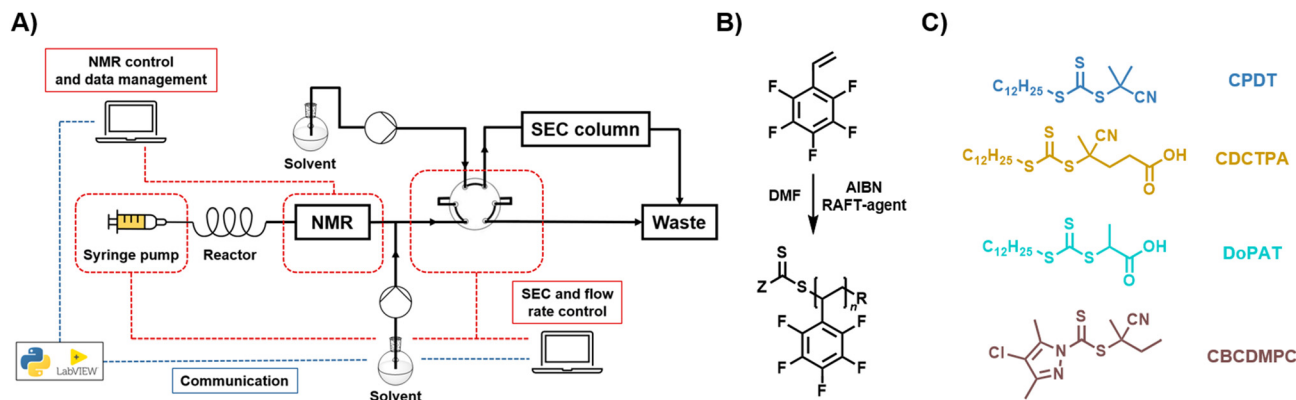 A)
NMR control
and data management
Solvent
SEC column
Syringe pump
Reactor
NMR
Waste
SEC and flow
rate control
LabVIEW
Communication
Solvent
B)
F
F
F
F
F
DMF
AIBN
RAFT-agent
S
Z
S
n
R
F
F
F
F
F
C)
C12H25
S
S
S
CN
CPDT
C12H25
S
S
S
CN
OH
O
CDCTPA
C12H25
S
S
S
OH
O
DoPAT
Cl
N
N
S
S
CN
CBCDMPC